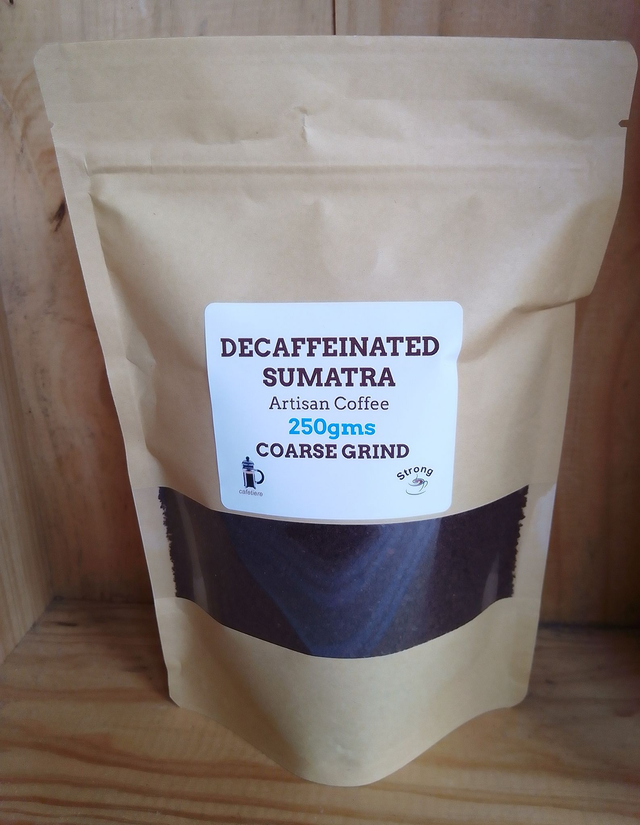 DECAFFEINATED
SUMATRA
Artisan Coffee
250gms
COARSE GRIND
cafetiere
Strong